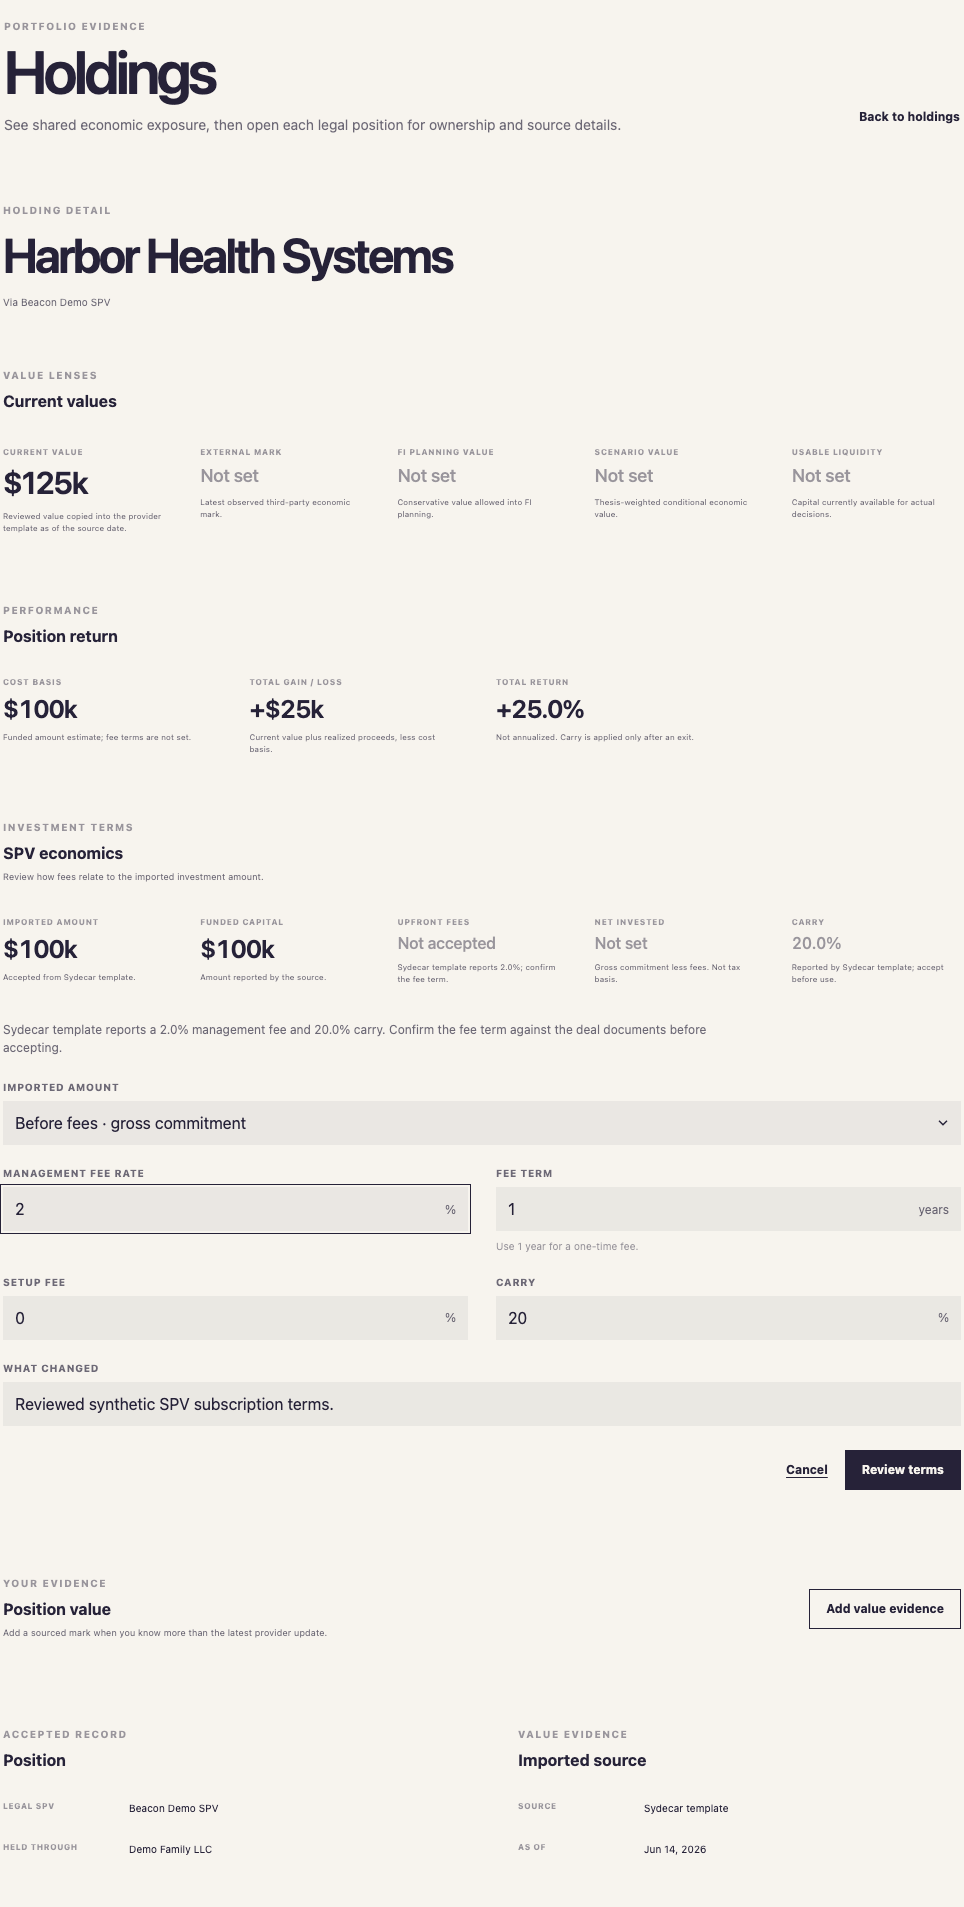 PORTFOLIO EVIDENCE
Holdings
See shared economic exposure, then open each legal position for ownership and source details.
Back to holdings
HOLDING DETAIL
Harbor Health Systems
Via Beacon Demo SPV
VALUE LENSES
Current values
CURRENT VALUE
$125k
Reviewed value copied into the provider
template as of the source date.
EXTERNAL MARK
Not set
Latest observed third-party economic
mark.
FI PLANNING VALUE
Not set
Conservative value allowed into FI
planning.
SCENARIO VALUE
Not set
Thesis-weighted conditional economic
value.
USABLE LIQUIDITY
Not set
Capital currently available for actual
decisions.
PERFORMANCE
Position return
COST BASIS
$100k
Funded amount estimate; fee terms are not set.
TOTAL GAIN / LOSS
+$25k
Current value plus realized proceeds, less cost
basis.
TOTAL RETURN
+25.0%
Not annualized. Carry is applied only after an exit.
INVESTMENT TERMS
SPV economics
Review how fees relate to the imported investment amount.
IMPORTED AMOUNT
$100k
Accepted from Sydecar template.
FUNDED CAPITAL
$100k
Amount reported by the source.
UPFRONT FEES
Not accepted
Sydecar template reports 2.0%; confirm
the fee term.
NET INVESTED
Not set
Gross commitment less fees. Not tax
basis.
CARRY
20.0%
Reported by Sydecar template; accept
before use.
Sydecar template reports a 2.0% management fee and 20.0% carry. Confirm the fee term against the deal documents before
accepting.
IMPORTED AMOUNT
Before fees · gross commitment
MANAGEMENT FEE RATE
2 %
FEE TERM
1 years
Use 1 year for a one-time fee.
SETUP FEE
0 %
CARRY
20 %
WHAT CHANGED
Reviewed synthetic SPV subscription terms.
Cancel
Review terms
YOUR EVIDENCE
Position value
Add a sourced mark when you know more than the latest provider update.
Add value evidence
ACCEPTED RECORD
Position
LEGAL SPV Beacon Demo SPV
HELD THROUGH Demo Family LLC
VALUE EVIDENCE
Imported source
SOURCE Sydecar template
AS OF Jun 14, 2026